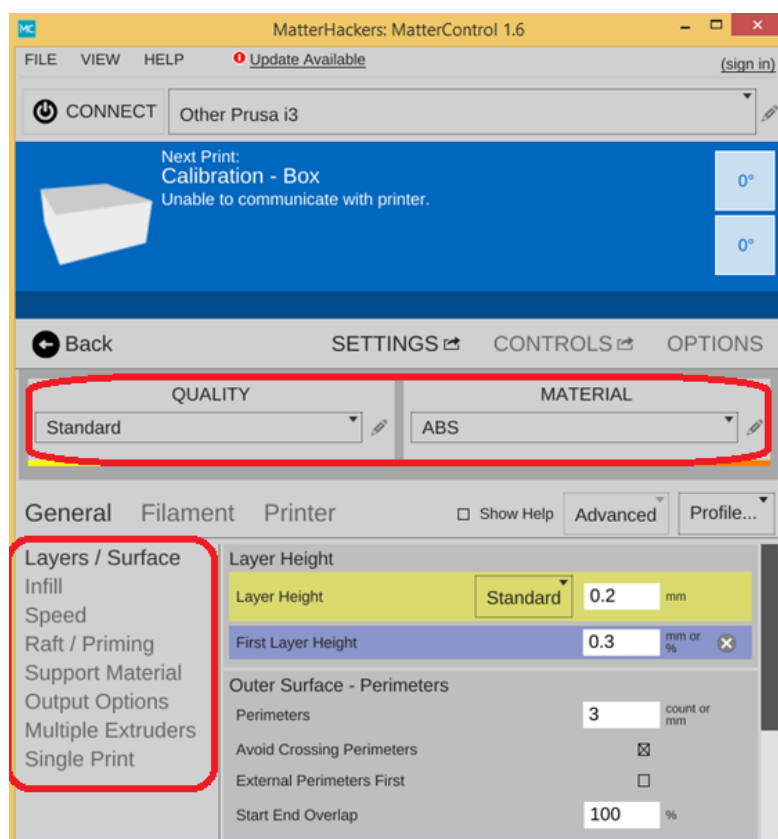 MC MatterHackers: MatterControl 1.6
FILE VIEW HELP Update Available (sign in)
CONNECT Other Prusa i3
Next Print:
Calibration - Box
Unable to communicate with printer.
0°
0°
Back SETTINGS CONTROLS OPTIONS
QUALITY MATERIAL
Standard ABS
General Filament Printer Show Help Advanced Profile...
Layers / Surface
Infill
Speed
Raft / Priming
Support Material
Output Options
Multiple Extruders
Single Print
Layer Height
Layer Height Standard 0.2 mm
First Layer Height 0.3 mm or %
Outer Surface - Perimeters
Perimeters 3 count or mm
Avoid Crossing Perimeters
External Perimeters First
Start End Overlap 100 %